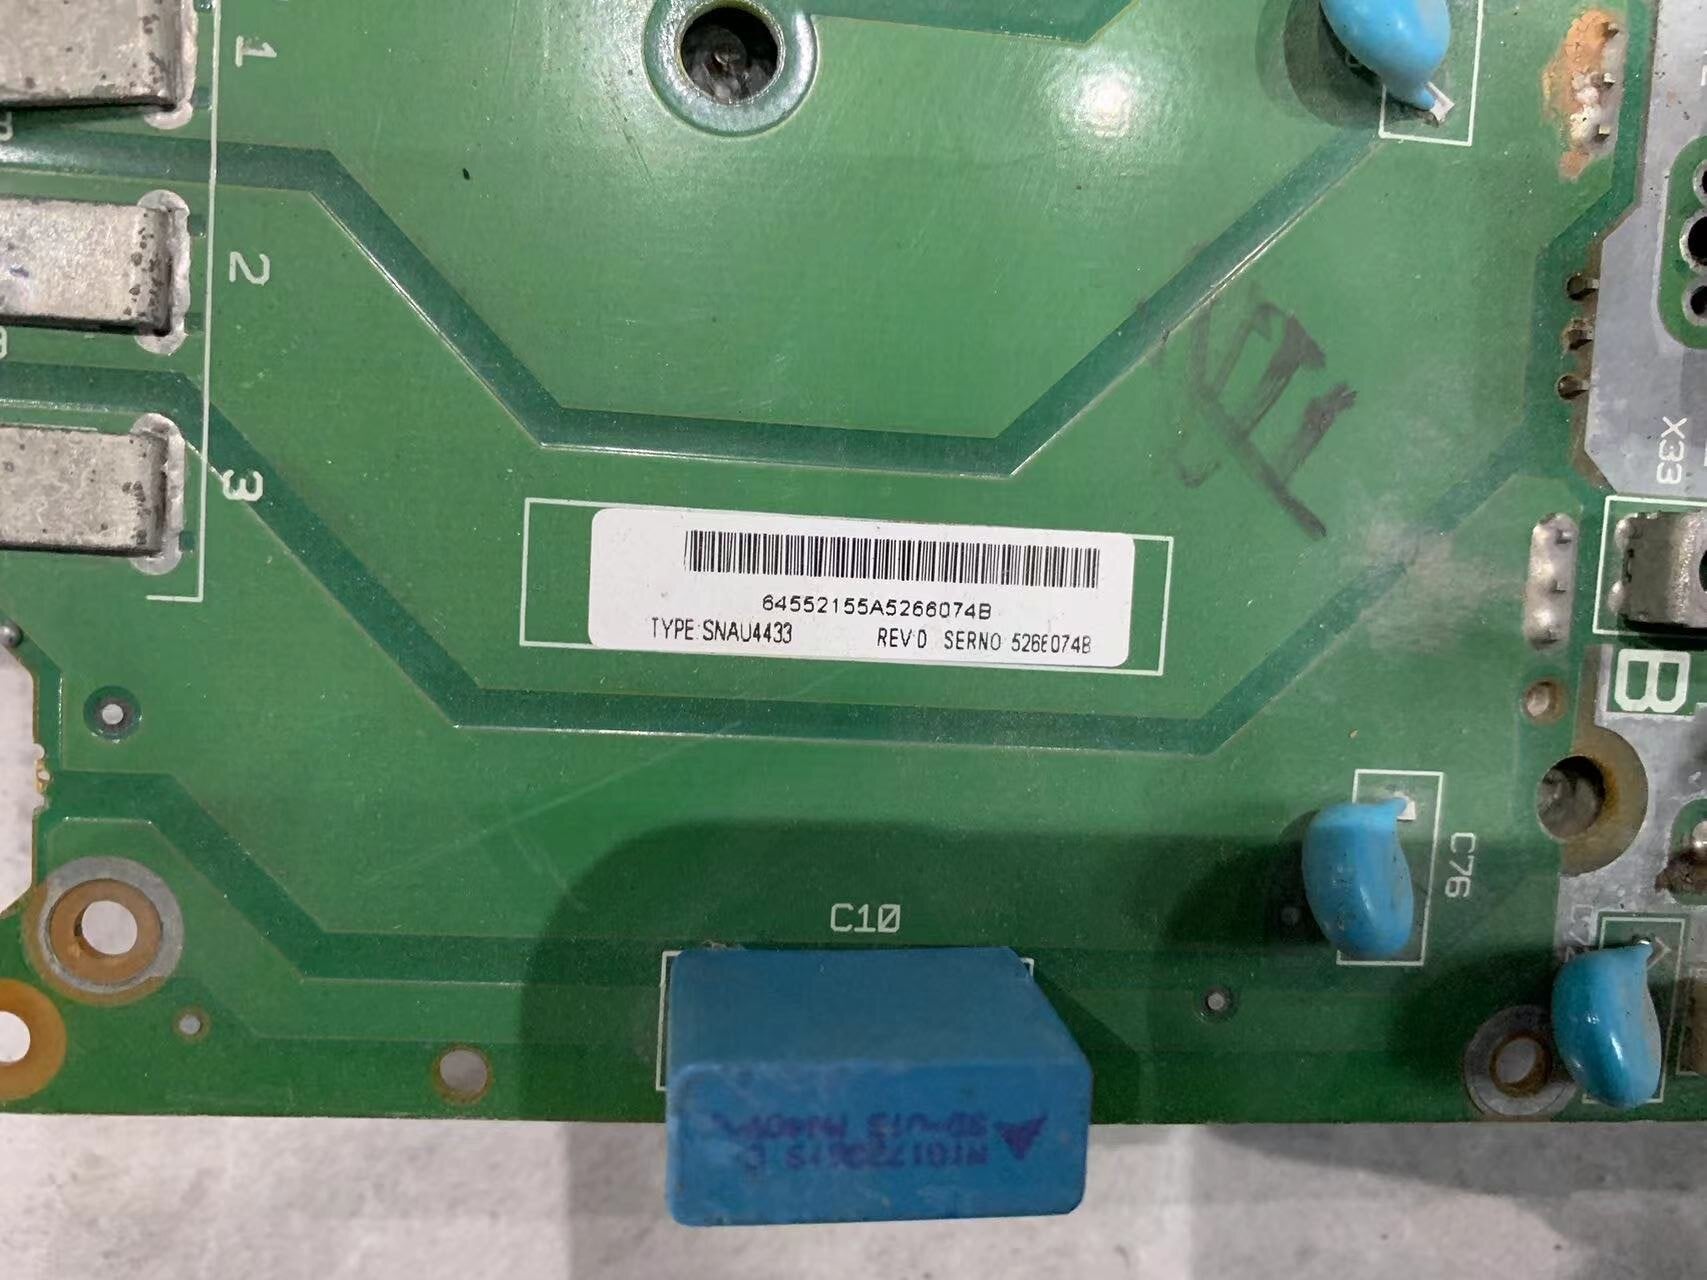 1
2
3
X33
64552155A5266074B
TYPE:SNAU4433 REV:D SERNO:5266074B
B
C76
C10